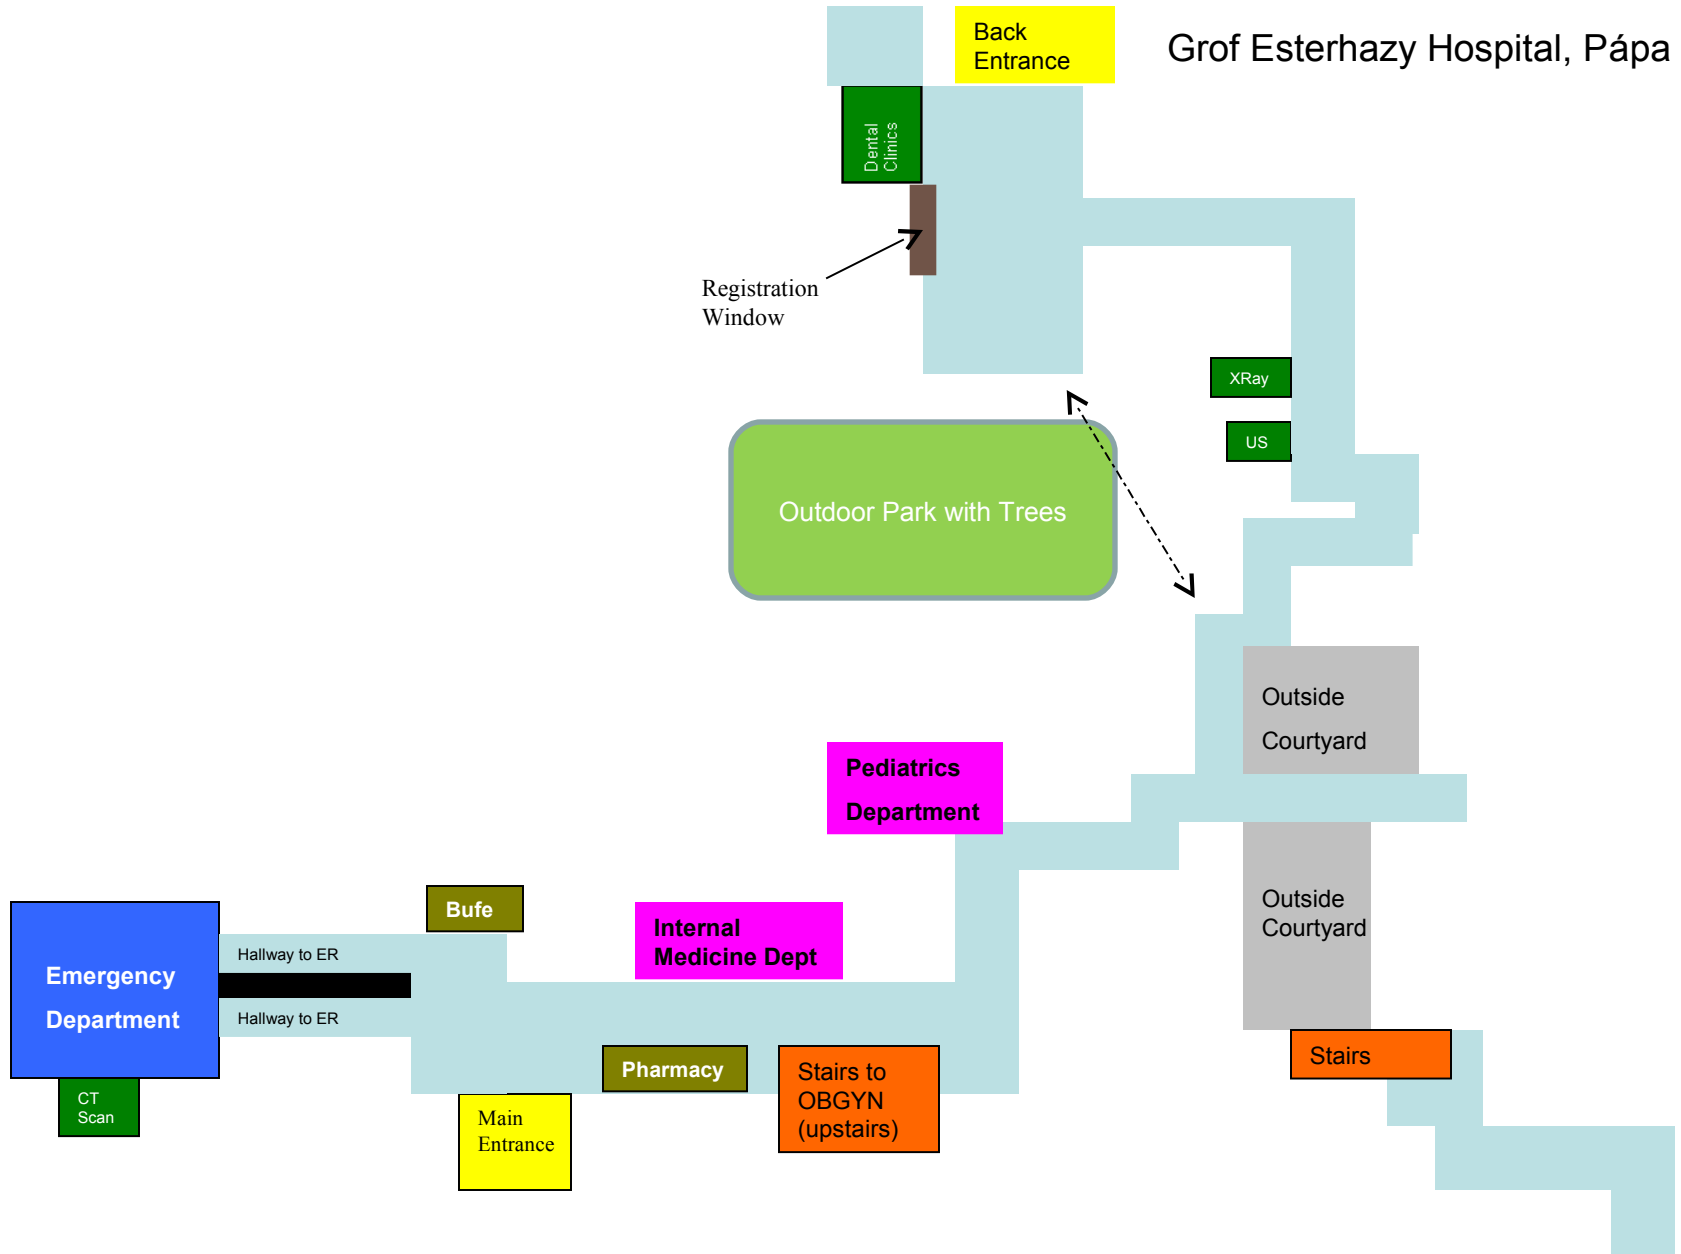 Back
Entrance
Grof Esterhazy Hospital, Pápa
Dental
Clinics
Registration
Window
XRay
US
Outdoor Park with Trees
Outside
Courtyard
Pediatrics
Department
Bufe
Internal
Medicine Dept
Outside
Courtyard
Hallway to ER
Emergency
Department
Hallway to ER
Pharmacy
Stairs to
OBGYN
(upstairs)
Stairs
CT
Scan
Main
Entrance